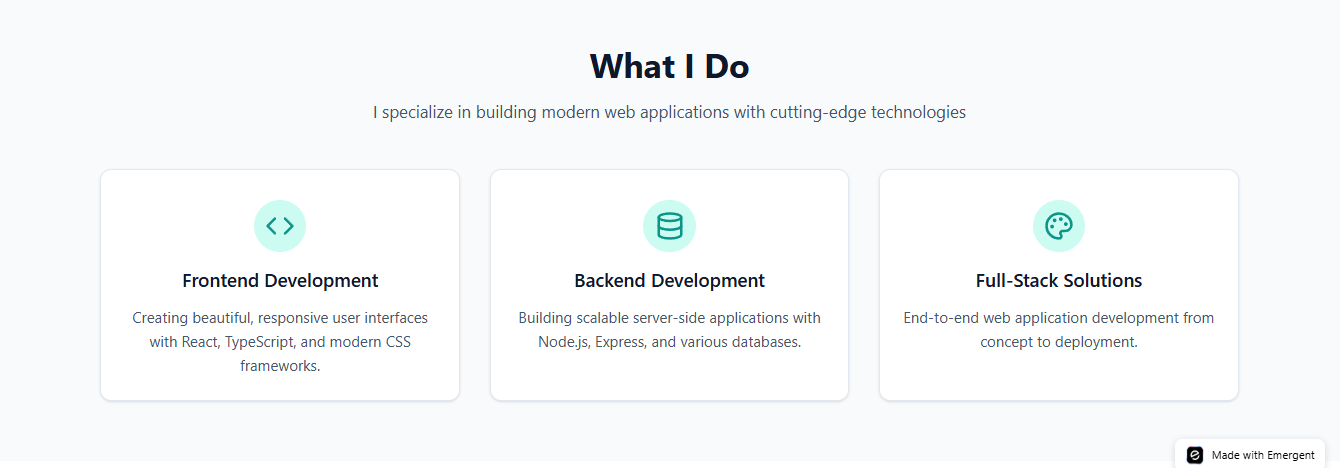 What I Do
I specialize in building modern web applications with cutting-edge technologies
Frontend Development
Creating beautiful, responsive user interfaces
with React, TypeScript, and modern CSS
frameworks.
Backend Development
Building scalable server-side applications with
Node.js, Express, and various databases.
Full-Stack Solutions
End-to-end web application development from
concept to deployment.
Made with Emergent